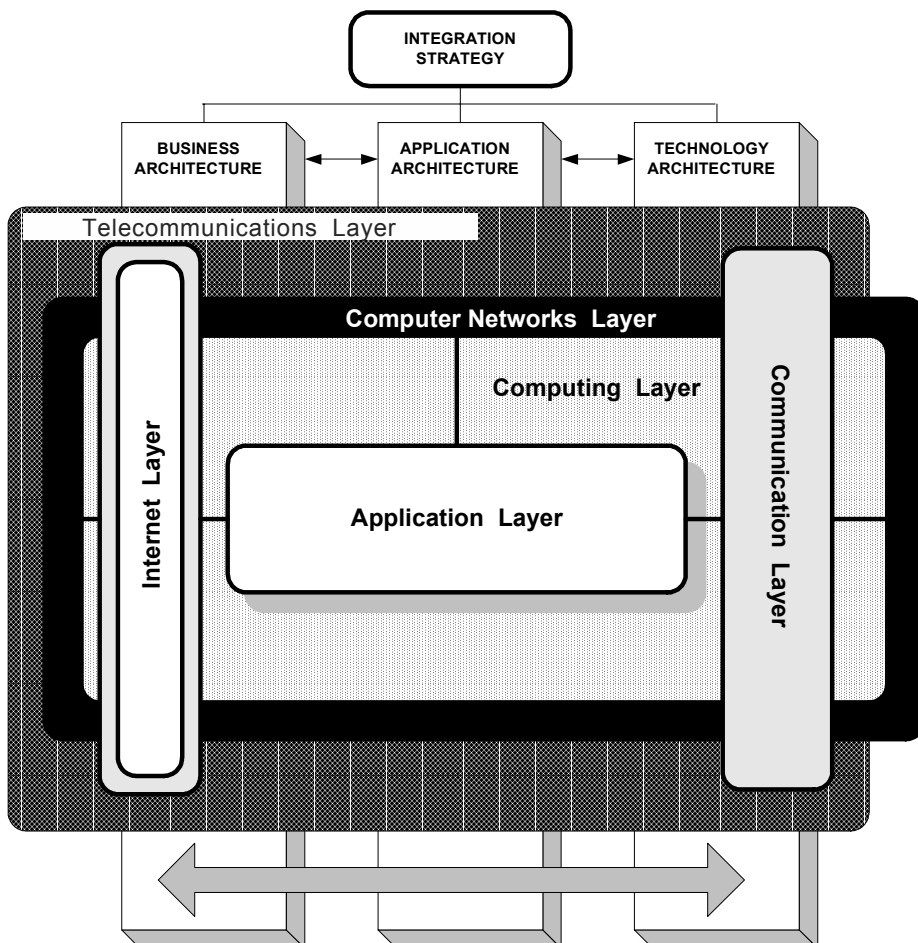 INTEGRATION
STRATEGY
BUSINESS
ARCHITECTURE
APPLICATION
ARCHITECTURE
TECHNOLOGY
ARCHITECTURE
Telecommunications Layer
Computer Networks Layer
Computing Layer
Internet Layer
Application Layer
Communication Layer